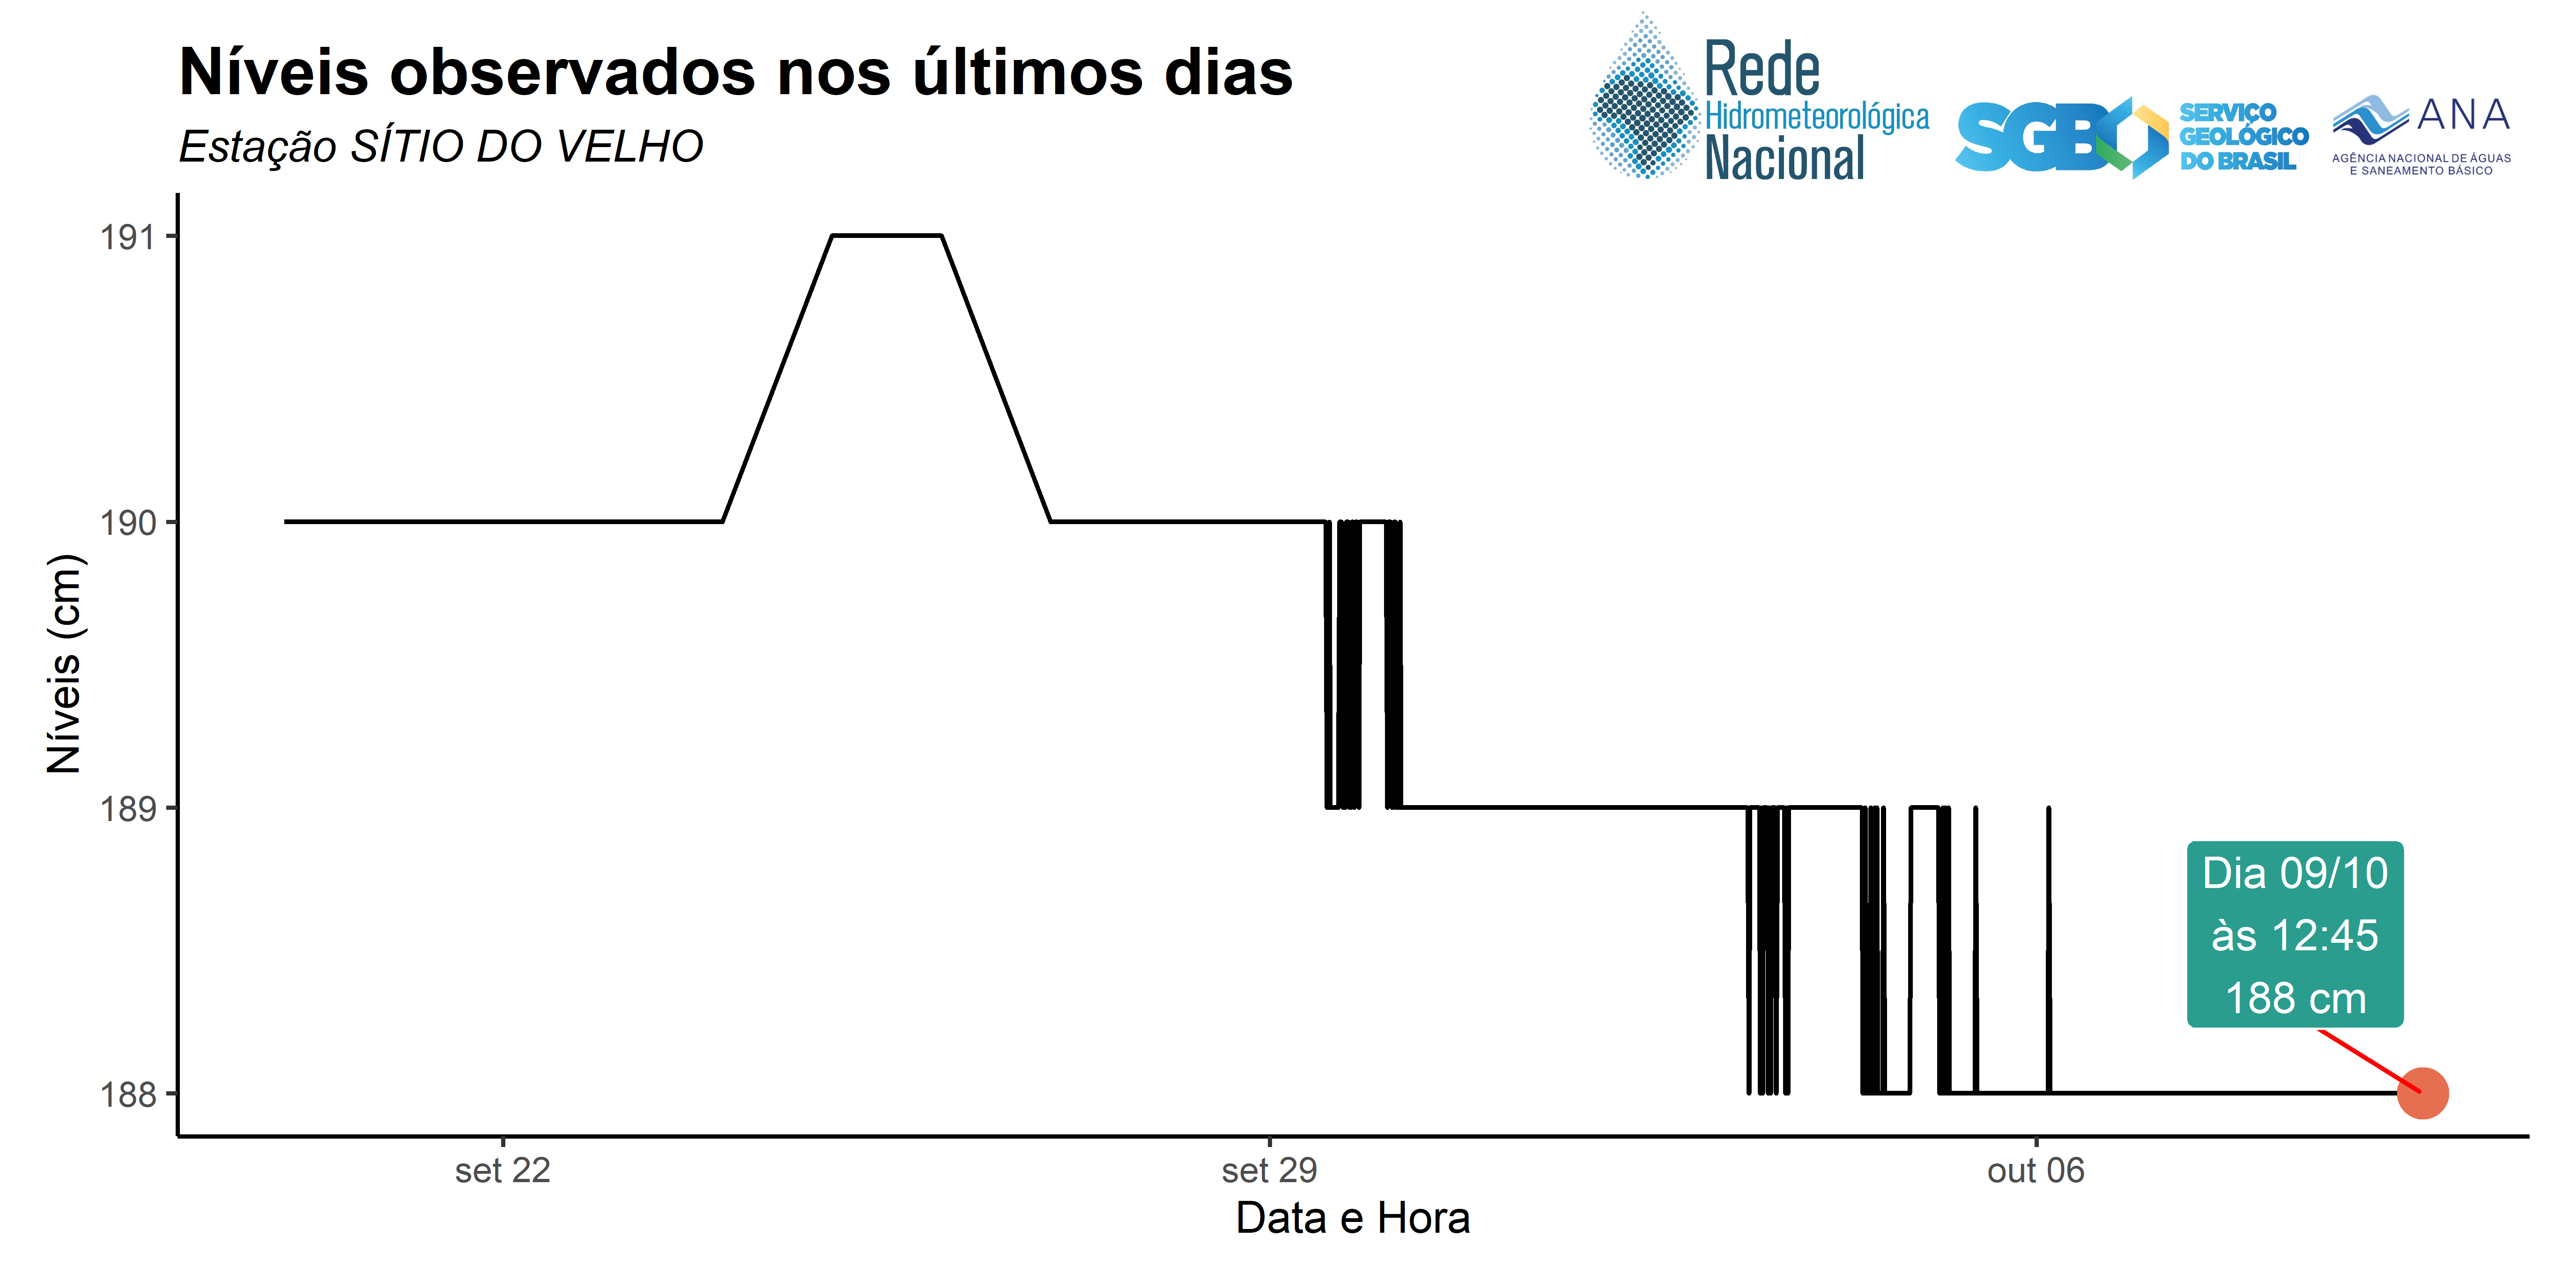 Níveis observados nos últimos dias
Estação SÍTIO DO VELHO
Rede
Hidrometeorológica
Nacional
SGB
SERVIÇO
GEOLÓGICO
DO BRASIL
ANA
AGÊNCIA NACIONAL DE ÁGUAS
E SANEAMENTO BÁSICO
191
190
189
188
Níveis (cm)
Dia 09/10
às 12:45
188 cm
set 22
set 29
out 06
Data e Hora